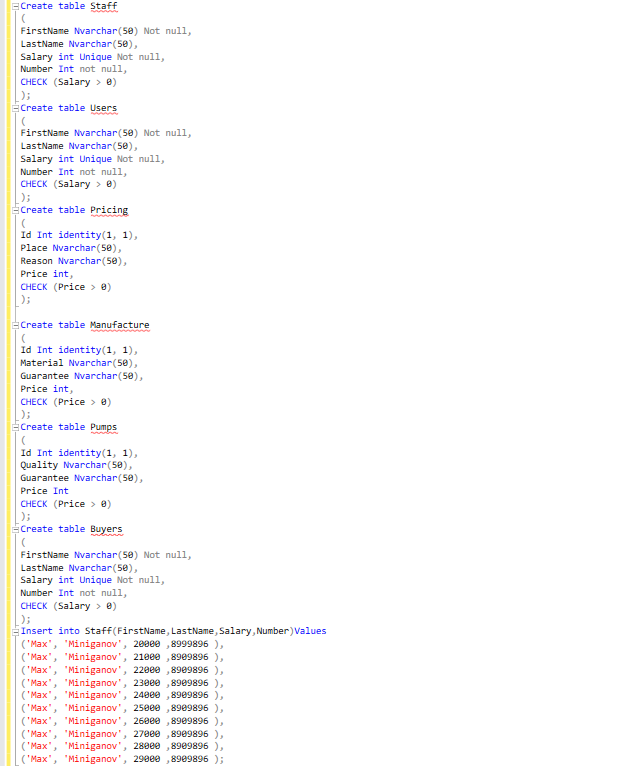 Create table Staff
(
FirstName Nvarchar(50) Not null,
LastName Nvarchar(50),
Salary int Unique Not null,
Number Int not null,
CHECK (Salary > 0)
);
Create table Users
(
FirstName Nvarchar(50) Not null,
LastName Nvarchar(50),
Salary int Unique Not null,
Number Int not null,
CHECK (Salary > 0)
);
Create table Pricing
(
Id Int identity(1, 1),
Place Nvarchar(50),
Reason Nvarchar(50),
Price int,
CHECK (Price > 0)
);
Create table Manufacture
(
Id Int identity(1, 1),
Material Nvarchar(50),
Guarantee Nvarchar(50),
Price int,
CHECK (Price > 0)
);
Create table Pumps
(
Id Int identity(1, 1),
Quality Nvarchar(50),
Guarantee Nvarchar(50),
Price Int
CHECK (Price > 0)
);
Create table Buyers
(
FirstName Nvarchar(50) Not null,
LastName Nvarchar(50),
Salary int Unique Not null,
Number Int not null,
CHECK (Salary > 0)
);
Insert into Staff(FirstName,LastName,Salary,Number)Values
('Max', 'Miniganov', 20000 ,8999896 ),
('Max', 'Miniganov', 21000 ,8909896 ),
('Max', 'Miniganov', 22000 ,8909896 ),
('Max', 'Miniganov', 23000 ,8909896 ),
('Max', 'Miniganov', 24000 ,8909896 ),
('Max', 'Miniganov', 25000 ,8909896 ),
('Max', 'Miniganov', 26000 ,8909896 ),
('Max', 'Miniganov', 27000 ,8909896 ),
('Max', 'Miniganov', 28000 ,8909896 ),
('Max', 'Miniganov', 29000 ,8909896 );